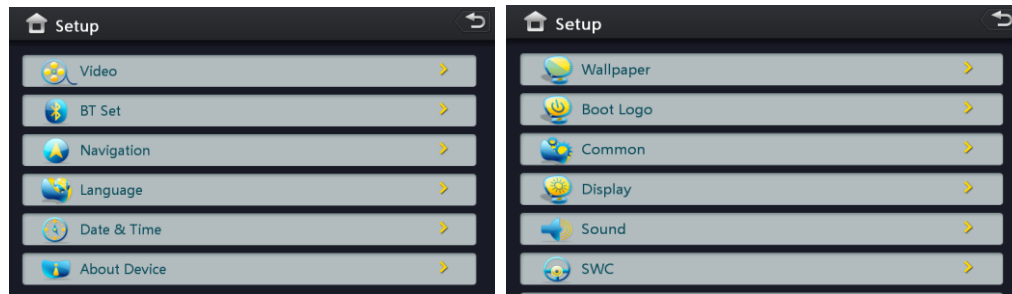 Setup
Video
BT Set
Navigation
Language
Date & Time
About Device
Setup
Wallpaper
Boot Logo
Common
Display
Sound
SWC